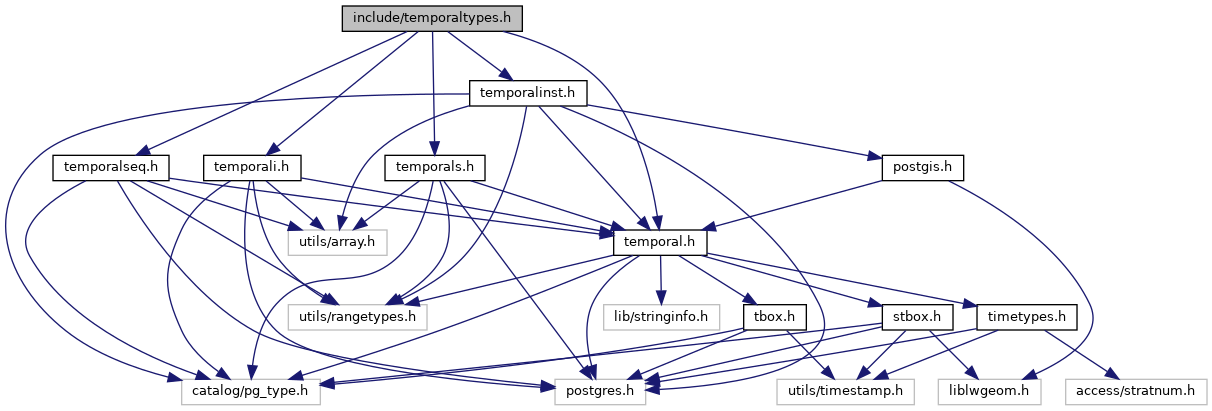 include/temporaltypes.h
temporalinst.h
temporalseq.h
temporali.h
temporals.h
postgis.h
utils/array.h
temporal.h
utils/rangetypes.h
lib/stringinfo.h
tbox.h
stbox.h
timetypes.h
catalog/pg_type.h
postgres.h
utils/timestamp.h
liblwgeom.h
access/stratnum.h